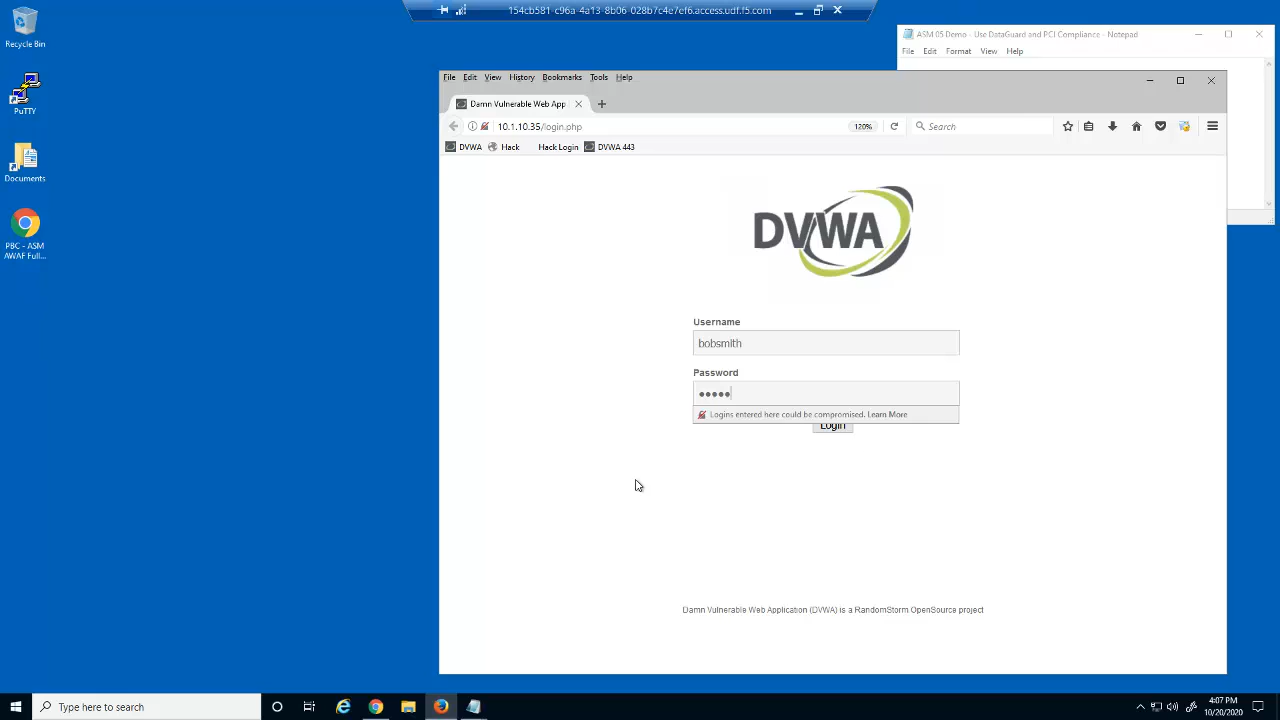 154cb581-c96a-4a13-8b06-028b7c4e7ef6.access.udf.f5.com
Recycle Bin
PuTTY
Documents
PBC - ASM
AWAF Full...
ASM 05 Demo - Use DataGuard and PCI Compliance - Notepad
File Edit Format View Help
File Edit View History Bookmarks Tools Help
Damn Vulnerable Web App
10.1.10.35/login.php
120%
Search
DVWA Hack Hack Login DVWA 443
DVWA
Username
bobsmith
Password
Logins entered here could be compromised. Learn More
Login
Damn Vulnerable Web Application (DVWA) is a RandomStorm OpenSource project
Type here to search
4:07 PM
10/20/2020